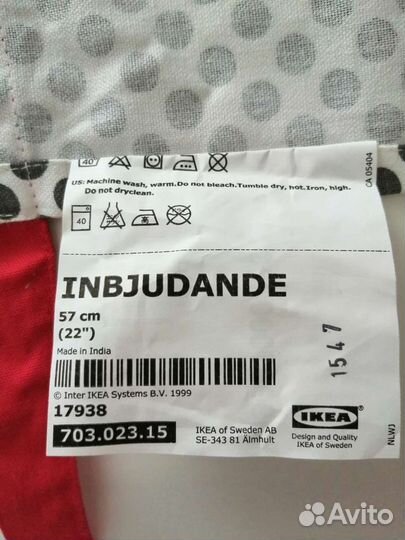 40
CA 05404
US: Machine wash, warm.Do not bleach.Tumble dry, hot.Iron, high.
Do not dryclean.
40
INBJUDANDE
57 cm
(22")
Made in India
1547
© Inter IKEA Systems B.V. 1999
17938
703.023.15
IKEA of Sweden AB
SE-343 81 Älmhult
IKEA
Design and Quality
IKEA of Sweden
NLWJ
Avito